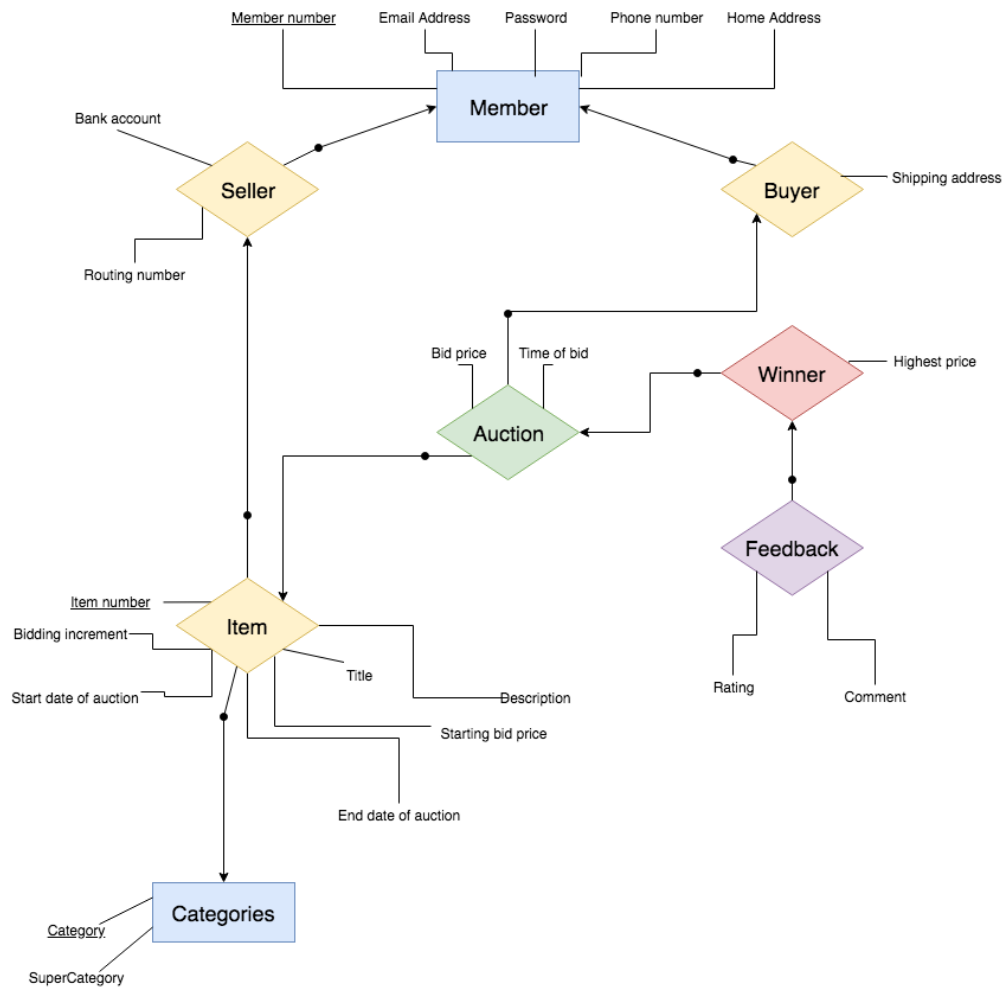 Member number
Email Address
Password
Phone number
Home Address
Member
Bank account
Seller
Buyer
Shipping address
Routing number
Bid price
Time of bid
Highest price
Winner
Auction
Feedback
Item number
Bidding increment
Item
Title
Rating
Comment
Start date of auction
Description
Starting bid price
End date of auction
Categories
Category
SuperCategory